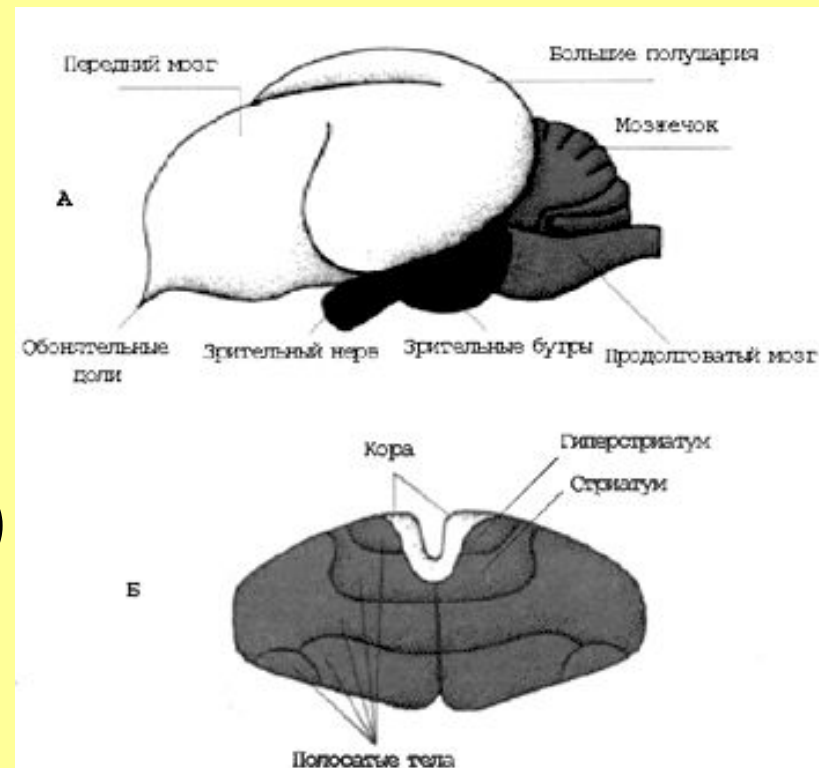 Передний мозг
Большие полушария
Мозжечок
А
Обонятельные
доли
Зрительный нерв
Зрительные бугры
Продолговатый мозг
Кора
Гиперстриатум
Стриатум
)
Б
Полосатые тела